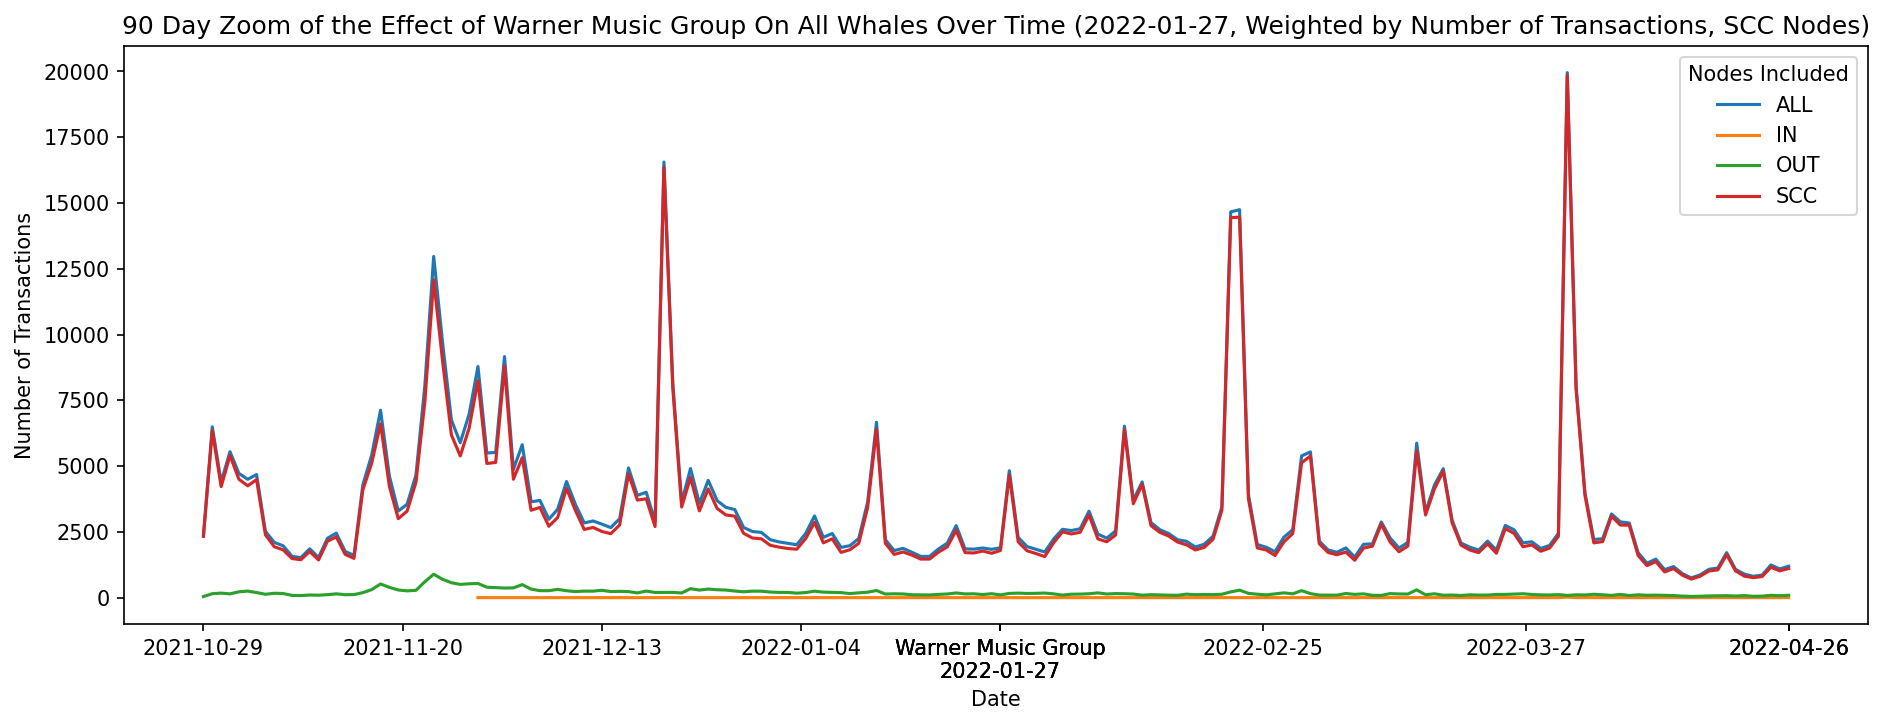 90 Day Zoom of the Effect of Warner Music Group On All Whales Over Time (2022-01-27, Weighted by Number of Transactions, SCC Nodes)
Number of Transactions
20000
17500
15000
12500
10000
7500
5000
2500
0
Nodes Included
ALL
IN
OUT
SCC
2021-10-29 2021-11-20 2021-12-13 2022-01-04 Warner Music Group 2022-02-25 2022-03-27 2022-04-26
2022-01-27
Date